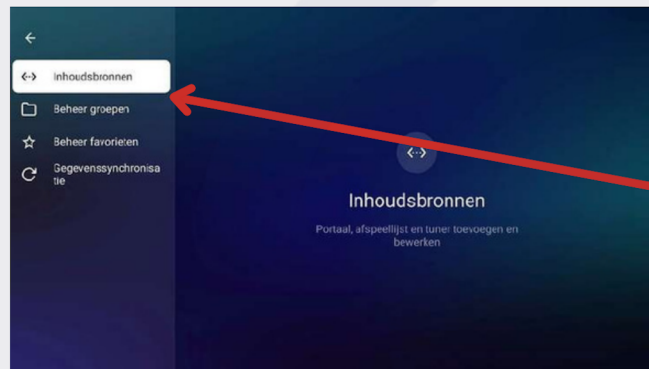 Inhoudsbronnen
Beheer groepen
Beheer favorieten
Gegevenssynchronisa
tie
Inhoudsbronnen
Portaal, afspeellijst en tuner toevoegen en
bewerken